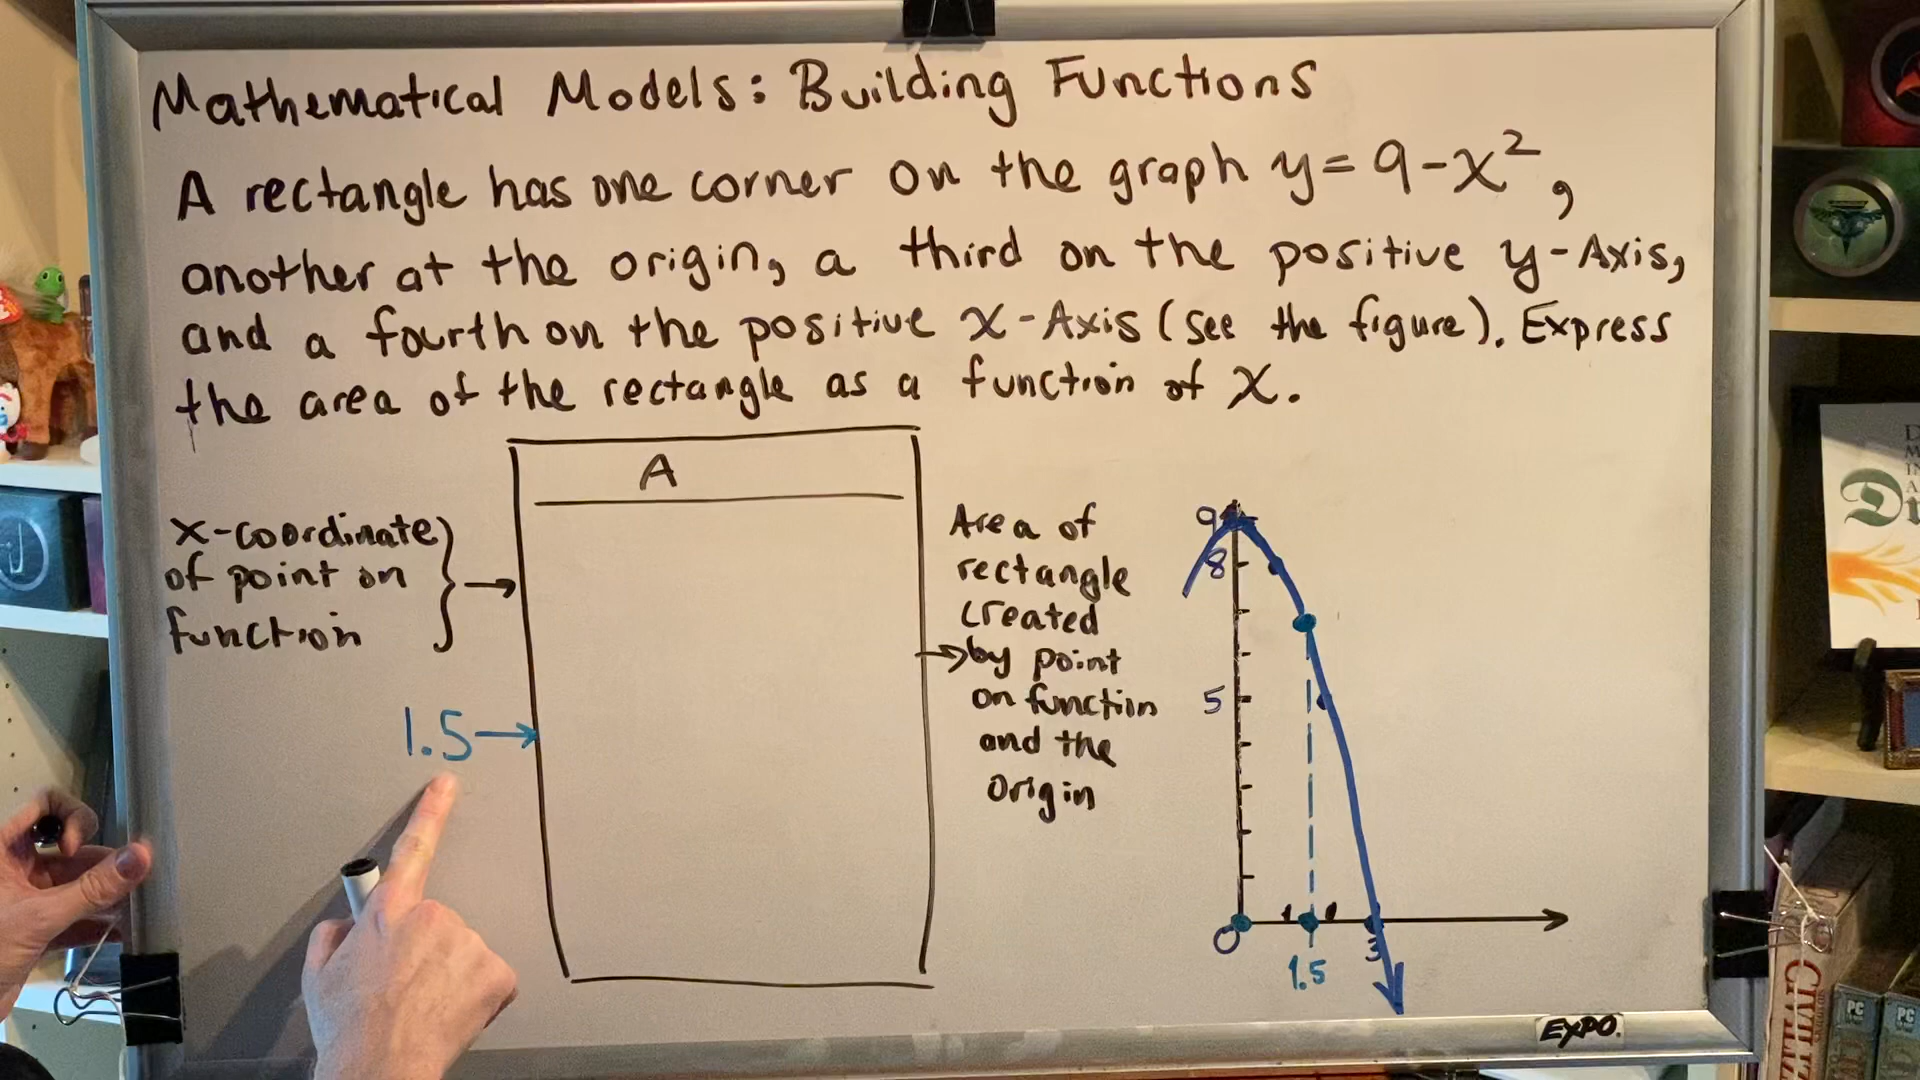 Mathematical Models: Building Functions
A rectangle has one corner on the graph y = 9-x²,
another at the origin, a third on the positive y-Axis,
and a fourth on the positive x-Axis (see the figure). Express
the area of the rectangle as a function of x.
A
x-coordinate
of point on
function
1.5
Area of
rectangle
created
by point
on function
and the
origin
9
8
5
0
1.5
3
EXPO.
PC
PC